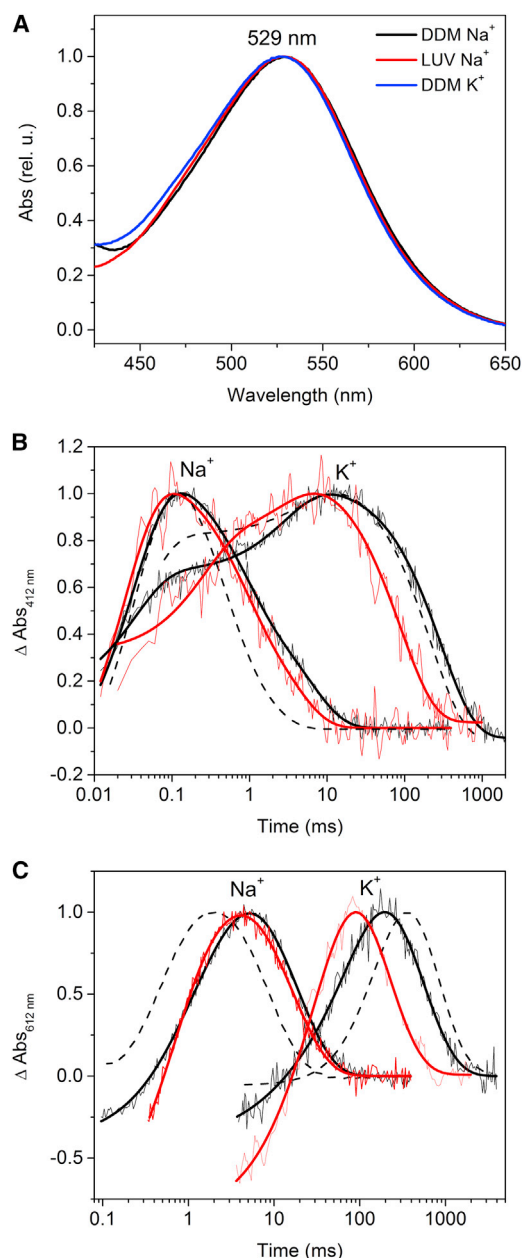 A
529 nm
DDM Na⁺
LUV Na⁺
DDM K⁺
Abs (rel. u.)
1.0
0.8
0.6
0.4
0.2
0.0
450 500 550 600 650
Wavelength (nm)
B
Na⁺ K⁺
Δ Abs₄₁₂ nm
1.2
1.0
0.8
0.6
0.4
0.2
0.0
-0.2
0.01 0.1 1 10 100 1000
Time (ms)
C
Na⁺ K⁺
Δ Abs₆₁₂ nm
1.0
0.5
0.0
-0.5
0.1 1 10 100 1000
Time (ms)